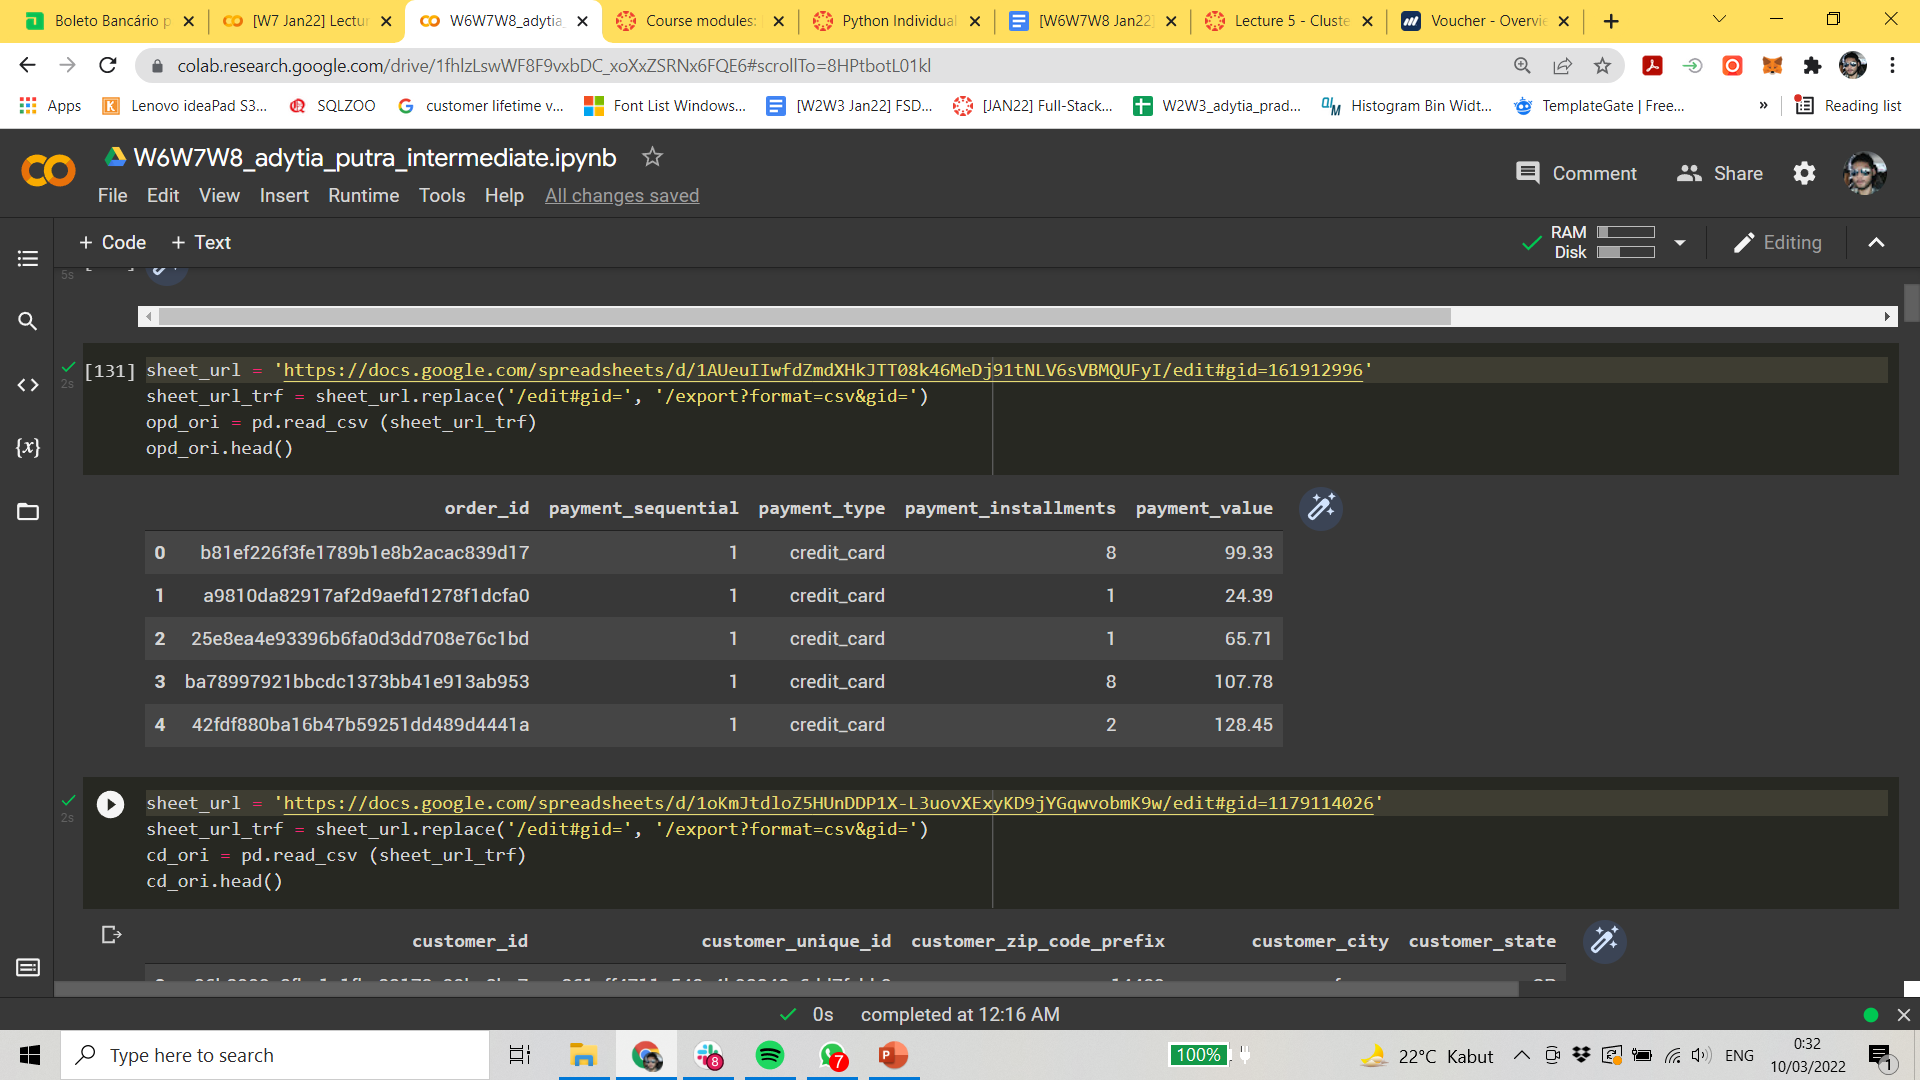 Boleto Bancário p
[W7 Jan22] Lectur
W6W7W8_adytia_
Course modules:
Python Individual
[W6W7W8 Jan22]
Lecture 5 - Cluste
Voucher - Overvie
colab.research.google.com/drive/1fhlzLswWF8F9vxbDC_xoXxZSRNx6FQE6#scrollTo=8HPtbotL01kl
Apps
Lenovo ideaPad S3...
SQLZOO
customer lifetime v...
Font List Windows...
[W2W3 Jan22] FSD...
[JAN22] Full-Stack...
W2W3_adytia_prad...
Histogram Bin Widt...
TemplateGate | Free...
»
Reading list
W6W7W8_adytia_putra_intermediate.ipynb
Comment
Share
File Edit View Insert Runtime Tools Help All changes saved
+ Code + Text
RAM
Disk
Editing
5s
[131]
2s
sheet_url = 'https://docs.google.com/spreadsheets/d/1AUeuIIwfdZmdXHkJTT08k46MeDj91tNLV6sVBMQUFyI/edit#gid=161912996'
sheet_url_trf = sheet_url.replace('/edit#gid=', '/export?format=csv&gid=')
opd_ori = pd.read_csv (sheet_url_trf)
opd_ori.head()
order_id payment_sequential payment_type payment_installments payment_value
0 b81ef226f3fe1789b1e8b2acac839d17 1 credit_card 8 99.33
1 a9810da82917af2d9aefd1278f1dcfa0 1 credit_card 1 24.39
2 25e8ea4e93396b6fa0d3dd708e76c1bd 1 credit_card 1 65.71
3 ba78997921bbcdc1373bb41e913ab953 1 credit_card 8 107.78
4 42fdf880ba16b47b59251dd489d4441a 1 credit_card 2 128.45
2s
sheet_url = 'https://docs.google.com/spreadsheets/d/1oKmJtdloZ5HUnDDP1X-L3uovXExyKD9jYGqwvobmK9w/edit#gid=1179114026'
sheet_url_trf = sheet_url.replace('/edit#gid=', '/export?format=csv&gid=')
cd_ori = pd.read_csv (sheet_url_trf)
cd_ori.head()
customer_id customer_unique_id customer_zip_code_prefix customer_city customer_state
0s completed at 12:16 AM
Type here to search
8
7
100%
22°C Kabut
ENG
0:32
10/03/2022
1